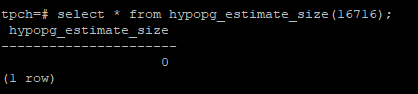 tpch=# select * from hypopg_estimate_size(16716);
hypopg_estimate_size
----------------------
0
(1 row)